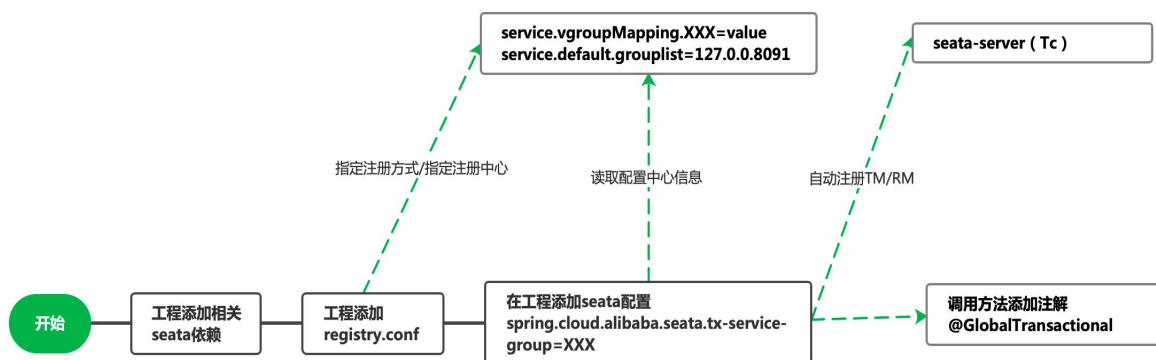 service.vgroupMapping.XXX=value
service.default.grouplist=127.0.0.8091
seata-server（Tc）
指定注册方式/指定注册中心
读取配置中心信息
自动注册TM/RM
开始
工程添加相关
seata依赖
工程添加
registry.conf
在工程添加seata配置
spring.cloud.alibaba.seata.tx-service-
group=XXX
调用方法添加注解
@GlobalTransactional